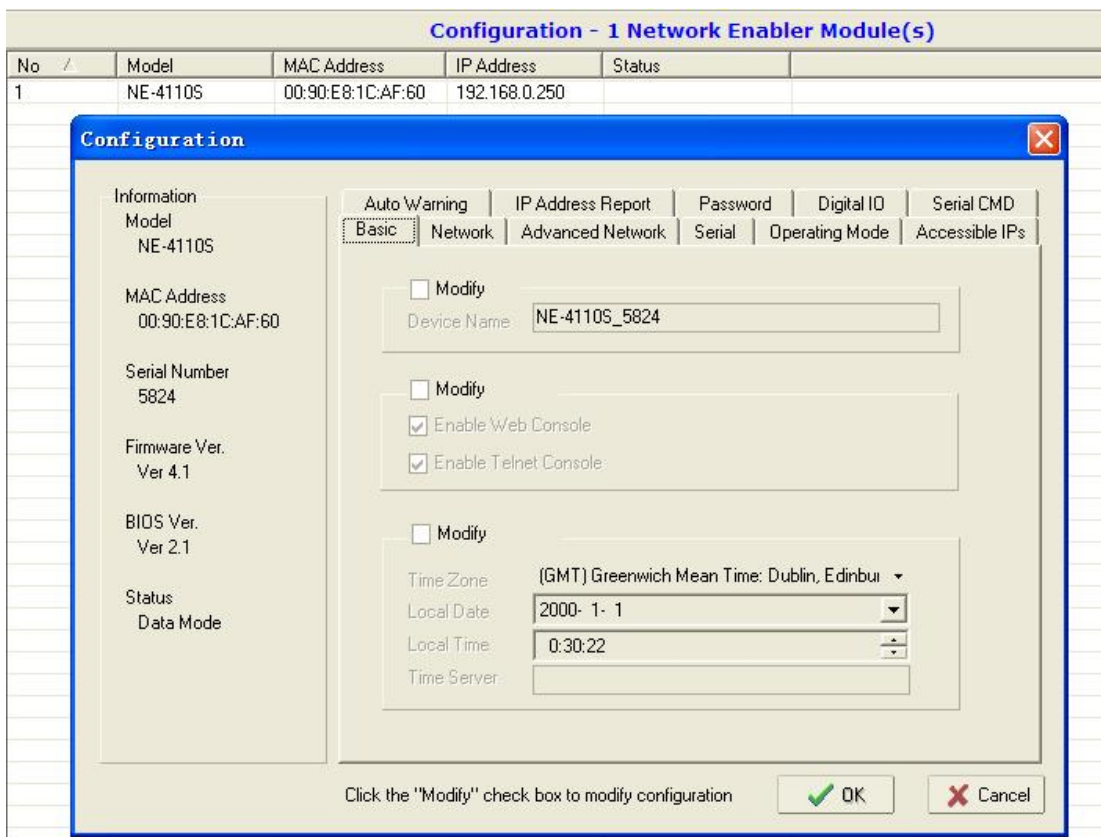 Configuration - 1 Network Enabler Module(s)
No Model MAC Address IP Address Status
1 NE-4110S 00:90:E8:1C:AF:60 192.168.0.250
Configuration
Information
Model
NE-4110S
MAC Address
00:90:E8:1C:AF:60
Serial Number
5824
Firmware Ver.
Ver 4.1
BIOS Ver.
Ver 2.1
Status
Data Mode
Auto Warning IP Address Report Password Digital IO Serial CMD
Basic Network Advanced Network Serial Operating Mode Accessible IPs
Modify
Device Name NE-4110S_5824
Modify
Enable Web Console
Enable Telnet Console
Modify
Time Zone (GMT) Greenwich Mean Time: Dublin, Edinbu
Local Date 2000- 1- 1
Local Time 0:30:22
Time Server
Click the "Modify" check box to modify configuration OK Cancel